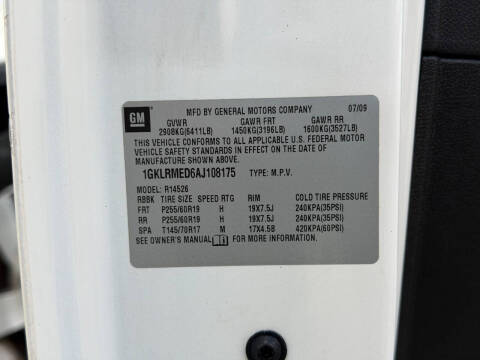 MFD BY GENERAL MOTORS COMPANY 07/09
GM GVWR GAWR FRT GAWR RR
2908KG(6411LB) 1450KG(3196LB) 1600KG(3527LB)
THIS VEHICLE CONFORMS TO ALL APPLICABLE U.S. FEDERAL MOTOR
VEHICLE SAFETY STANDARDS IN EFFECT ON THE DATE OF
MANUFACTURE SHOWN ABOVE.
1GKLRMED6AJ108175 TYPE: M.P.V.
MODEL: R14526
RBBK TIRE SIZE SPEED RTG RIM COLD TIRE PRESSURE
FRT P255/60R19 H 19X7.5J 240KPA(35PSI)
RR P255/60R19 H 19X7.5J 240KPA(35PSI)
SPA T145/70R17 M 17X4.5B 420KPA(60PSI)
SEE OWNER'S MANUAL FOR MORE INFORMATION.